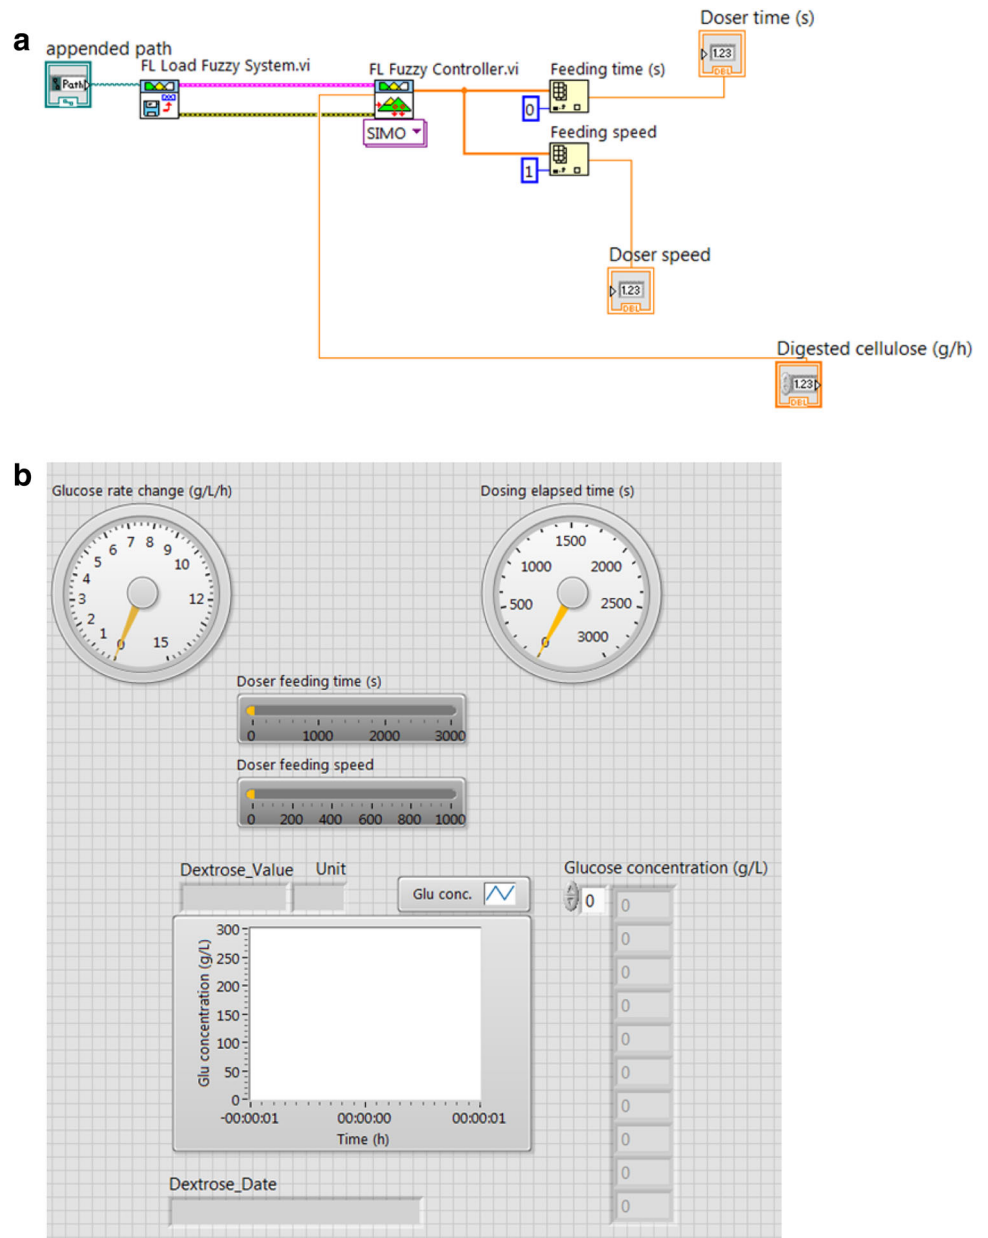 a
appended path
Path
FL Load Fuzzy System.vi
FL Fuzzy Controller.vi
SIMO
Feeding time (s)
0
Feeding speed
1
Doser time (s)
1.23
DBL
Doser speed
1.23
DBL
Digested cellulose (g/h)
1.23
DBL
b
Glucose rate change (g/L/h)
0
1
2
3
4
5
6
7
8
9
10
12
15
Dosing elapsed time (s)
0
500
1000
1500
2000
2500
3000
Doser feeding time (s)
0 1000 2000 3000
Doser feeding speed
0 200 400 600 800 1000
Dextrose_Value Unit
Glu conc.
Glu concentration (g/L)
300
250
200
150
100
50
0
-00:00:01 00:00:00 00:00:01
Time (h)
Dextrose_Date
Glucose concentration (g/L)
0
0
0
0
0
0
0
0
0
0
0